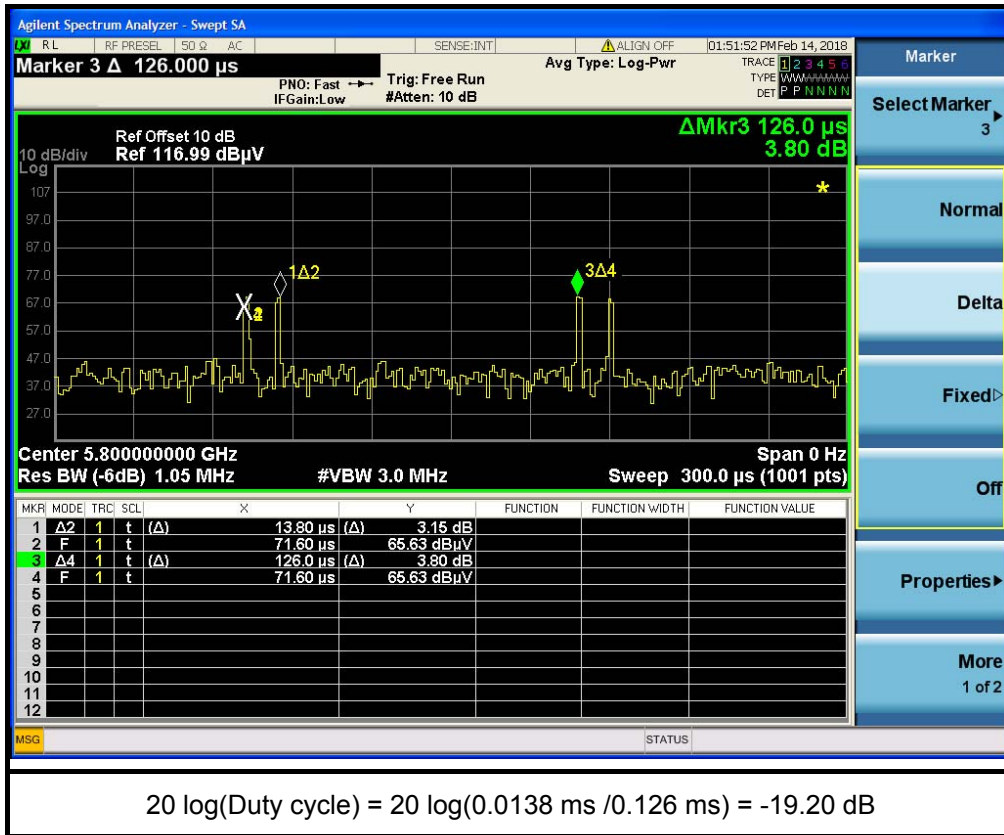 Agilent Spectrum Analyzer - Swept SA
LXI RL RF PRESEL 50 Ω AC SENSE:INT ALIGN OFF 01:51:52 PM Feb 14, 2018
Marker 3 Δ 126.000 µs
PNO: Fast
IFGain:Low
Trig: Free Run
#Atten: 10 dB
Avg Type: Log-Pwr
TRACE 1 2 3 4 5 6
TYPE
DET P P N N N N
ΔMkr3 126.0 µs
3.80 dB
Ref Offset 10 dB
10 dB/div Ref 116.99 dBµV
Log
107
97.0
87.0
77.0
67.0
57.0
47.0
37.0
27.0
1Δ2
3Δ4
Center 5.800000000 GHz Span 0 Hz
Res BW (-6dB) 1.05 MHz #VBW 3.0 MHz Sweep 300.0 µs (1001 pts)
MKR MODE TRC SCL X Y FUNCTION FUNCTION WIDTH FUNCTION VALUE
1 Δ2 1 t (Δ) 13.80 µs (Δ) 3.15 dB
2 F 1 t 71.60 µs 65.63 dBµV
3 Δ4 1 t (Δ) 126.0 µs (Δ) 3.80 dB
4 F 1 t 71.60 µs 65.63 dBµV
5
6
7
8
9
10
11
12
MSG STATUS
Marker
Select Marker
3
Normal
Delta
Fixed
Off
Properties
More
1 of 2
20 log(Duty cycle) = 20 log(0.0138 ms /0.126 ms) = -19.20 dB